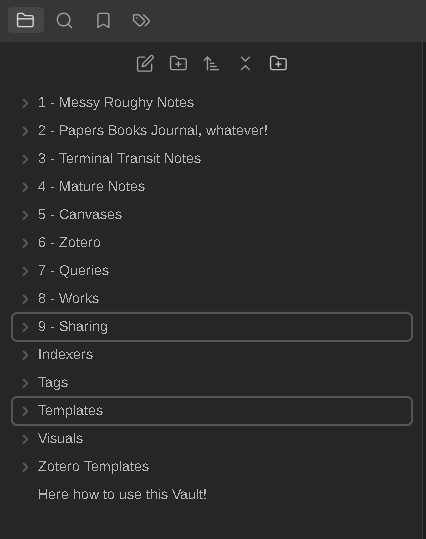 1 - Messy Roughy Notes
2 - Papers Books Journal, whatever!
3 - Terminal Transit Notes
4 - Mature Notes
5 - Canvases
6 - Zotero
7 - Queries
8 - Works
9 - Sharing
Indexers
Tags
Templates
Visuals
Zotero Templates
Here how to use this Vault!